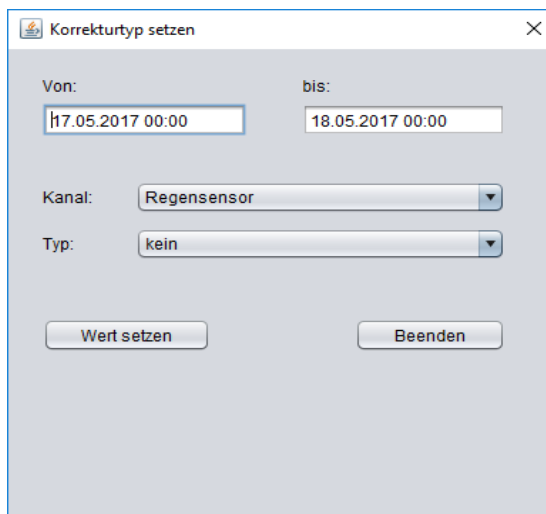 Korrekturtyp setzen
Von: bis:
17.05.2017 00:00 18.05.2017 00:00
Kanal: Regensensor
Typ: kein
Wert setzen Beenden